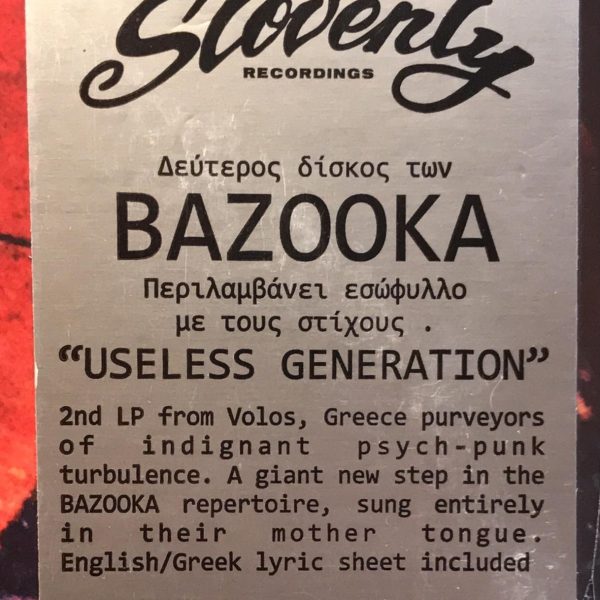 Slovenly
RECORDINGS
Δεύτερος δίσκος των
BAZOOKA
Περιλαμβάνει εσώφυλλο
με τους στίχους .
“USELESS GENERATION”
2nd LP from Volos, Greece purveyors
of indignant psych-punk
turbulence. A giant new step in the
BAZOOKA repertoire, sung entirely
in their mother tongue.
English/Greek lyric sheet included